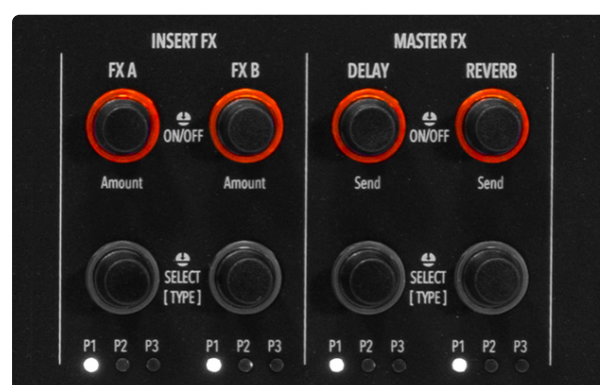 INSERT FX
MASTER FX
FX A
FX B
DELAY
REVERB
ON/OFF
ON/OFF
Amount
Amount
Send
Send
SELECT
[ TYPE ]
SELECT
[ TYPE ]
P1 P2 P3
P1 P2 P3
P1 P2 P3
P1 P2 P3